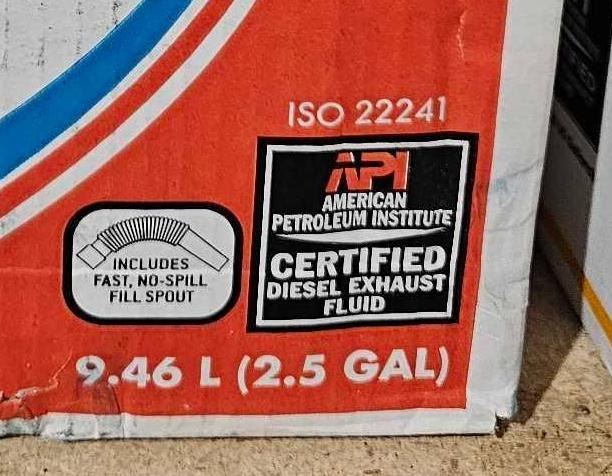 ISO 22241
API
AMERICAN
PETROLEUM INSTITUTE
CERTIFIED
DIESEL EXHAUST
FLUID
INCLUDES
FAST, NO-SPILL
FILL SPOUT
9.46 L (2.5 GAL)